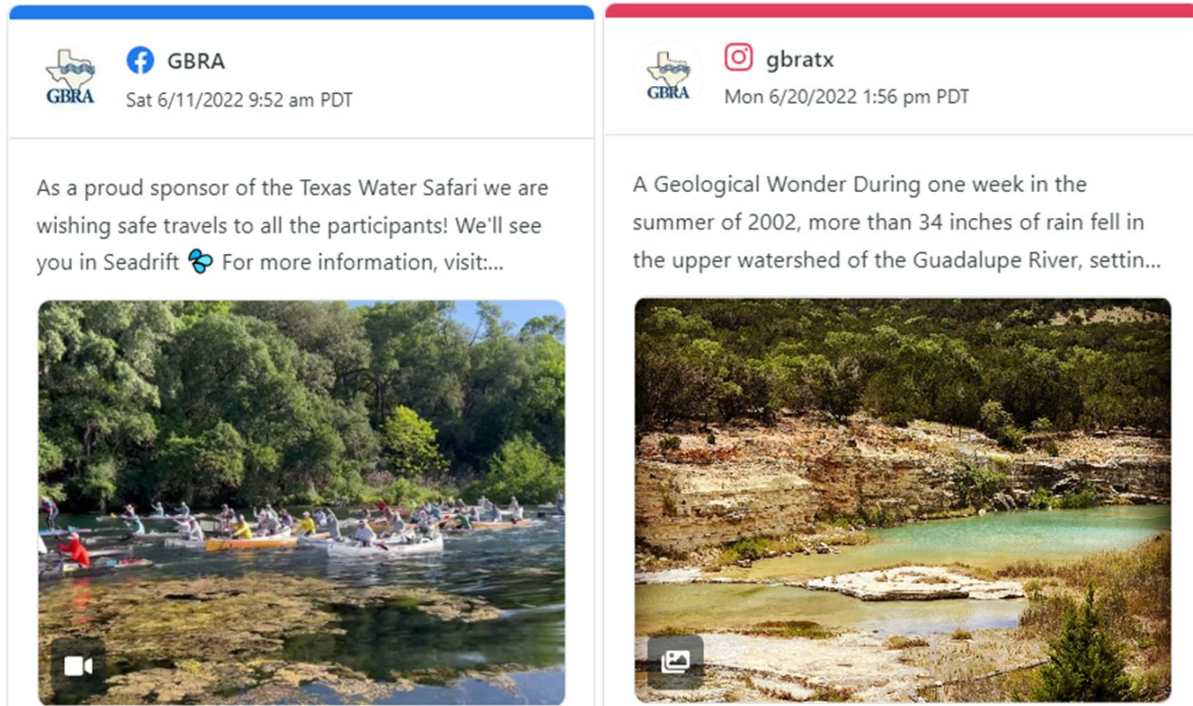 GBRA
GBRA
Sat 6/11/2022 9:52 am PDT
As a proud sponsor of the Texas Water Safari we are
wishing safe travels to all the participants! We'll see
you in Seadrift 💦 For more information, visit:...
GBRA
gbratx
Mon 6/20/2022 1:56 pm PDT
A Geological Wonder During one week in the
summer of 2002, more than 34 inches of rain fell in
the upper watershed of the Guadalupe River, settin...